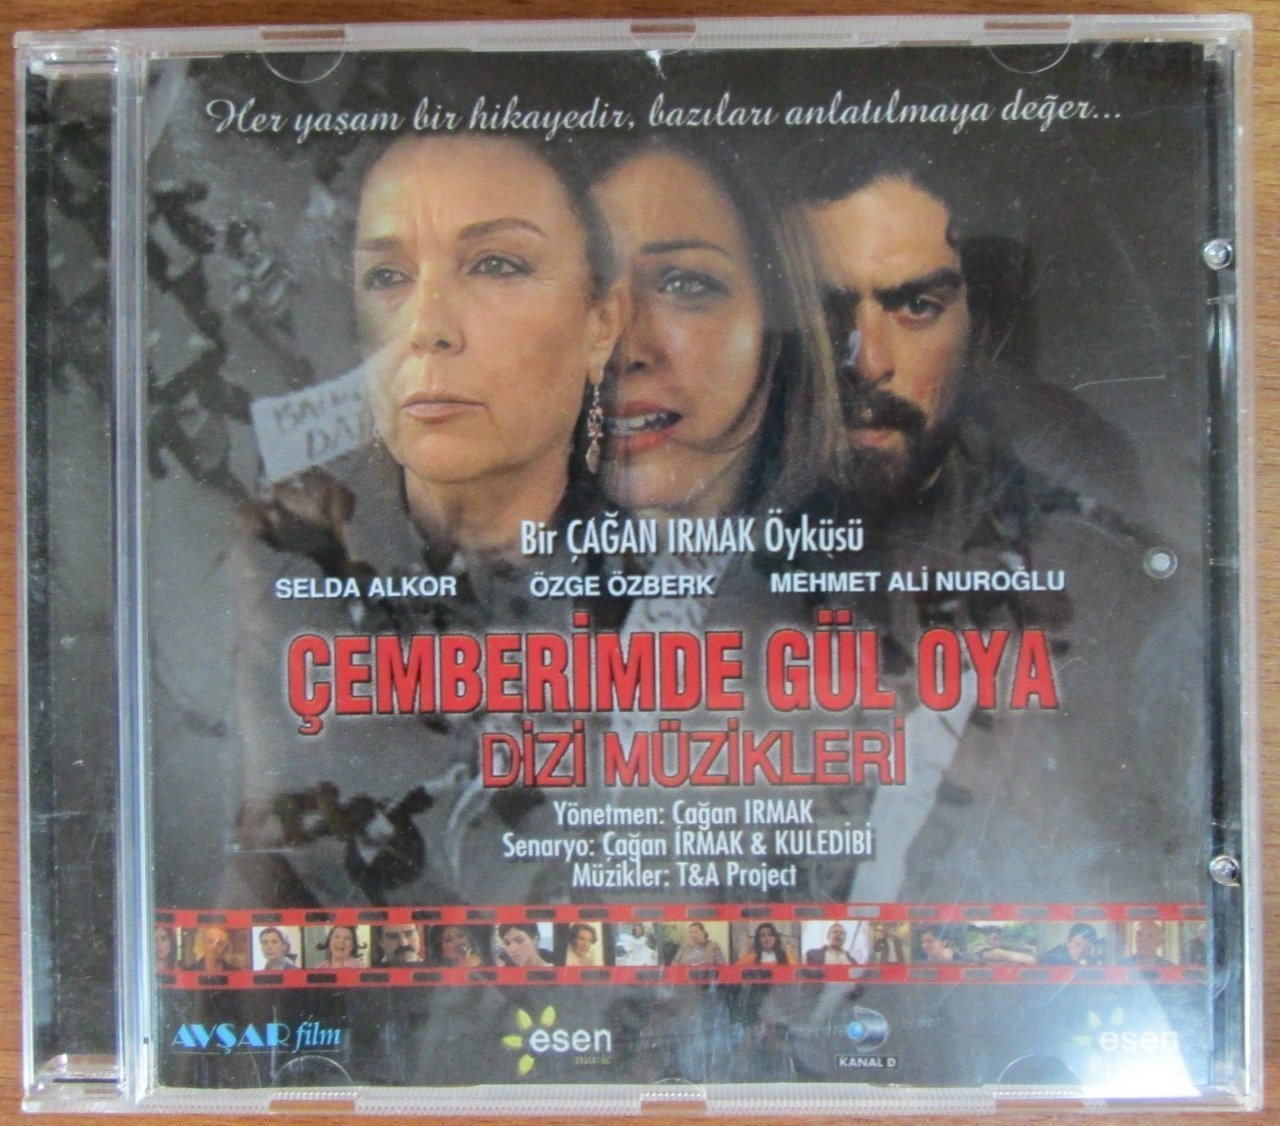 Her yaşam bir hikayedir, bazıları anlatılmaya değer...
Bir ÇAĞAN IRMAK Öyküsü
SELDA ALKOR ÖZGE ÖZBERK MEHMET ALİ NUROĞLU
ÇEMBERİMDE GÜL OYA
DİZİ MÜZİKLERİ
Yönetmen: Çağan IRMAK
Senaryo: Çağan IRMAK & KULEDİBİ
Müzikler: T&A Project
AVŞAR film esen KANAL D esen